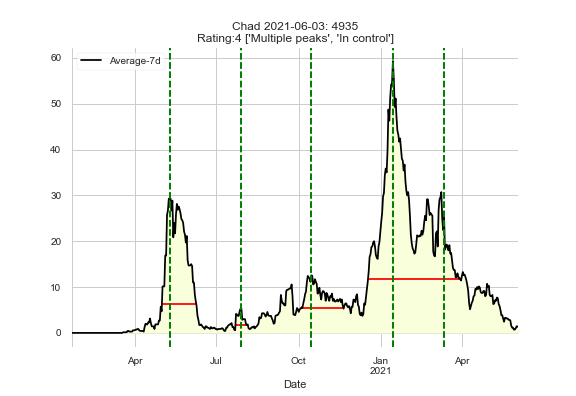 Chad 2021-06-03: 4935
Rating:4 ['Multiple peaks', 'In control']
60
Average-7d
50
40
30
20
10
0
Apr Jul Oct Jan Apr
2021
Date